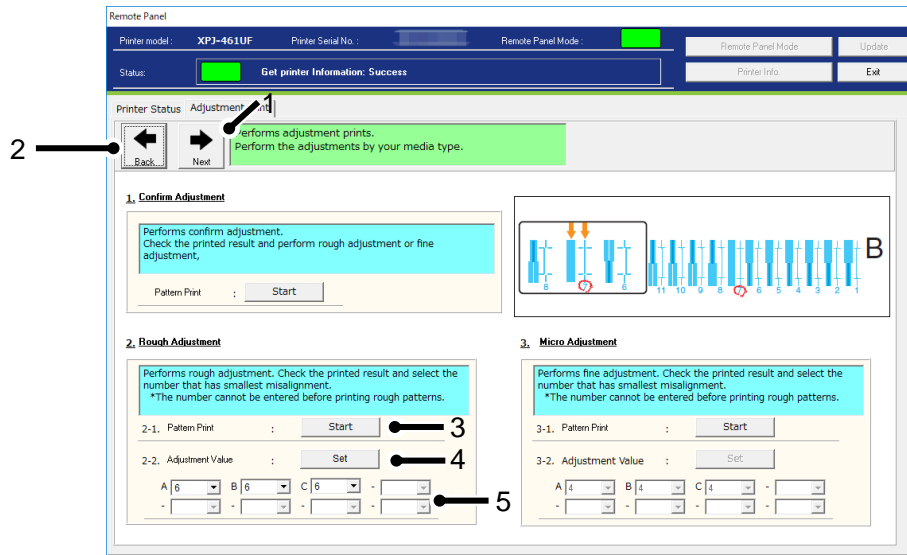 Remote Panel
Printer model : XPJ-461UF Printer Serial No. : Remote Panel Mode :
Remote Panel Mode Update
Status: Get printer Information: Success
Printer Info. Exit
Printer Status Adjustment
1
2
Back Next
Performs adjustment prints.
Perform the adjustments by your media type.
1. Confirm Adjustment
Performs confirm adjustment.
Check the printed result and perform rough adjustment or fine
adjustment,
Pattern Print : Start
8 7 6 11 10 9 8 7 6 5 4 3 2 1 B
2. Rough Adjustment
Performs rough adjustment. Check the printed result and select the
number that has smallest misalignment.
*The number cannot be entered before printing rough patterns.
2-1. Pattern Print : Start 3
2-2. Adjustment Value : Set 4
A 6 B 6 C 6 -
- - - - 5
3. Micro Adjustment
Performs fine adjustment. Check the printed result and select the
number that has smallest misalignment.
*The number cannot be entered before printing rough patterns.
3-1. Pattern Print : Start
3-2. Adjustment Value : Set
A 4 B 4 C 4 -
- - - -